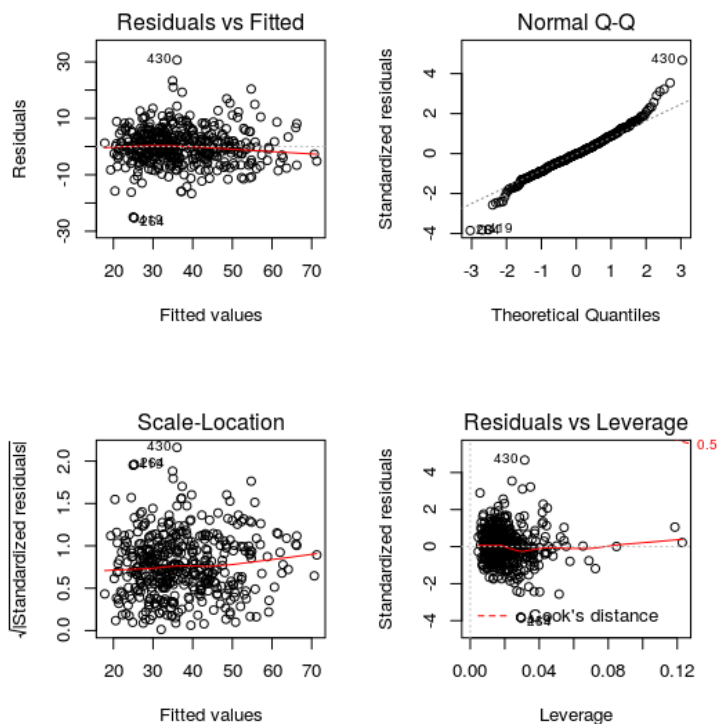 Residuals vs Fitted
Residuals
30
10
-10
-30
430
20 30 40 50 60 70
Fitted values
Normal Q-Q
Standardized residuals
4
2
0
-2
-4
430
-3 -2 -1 0 1 2 3
Theoretical Quantiles
Scale-Location
√|Standardized residuals|
2.0
1.5
1.0
0.5
0.0
430
20 30 40 50 60 70
Fitted values
Residuals vs Leverage
Standardized residuals
4
2
0
-2
-4
430
0.5
Cook's distance
0.00 0.04 0.08 0.12
Leverage